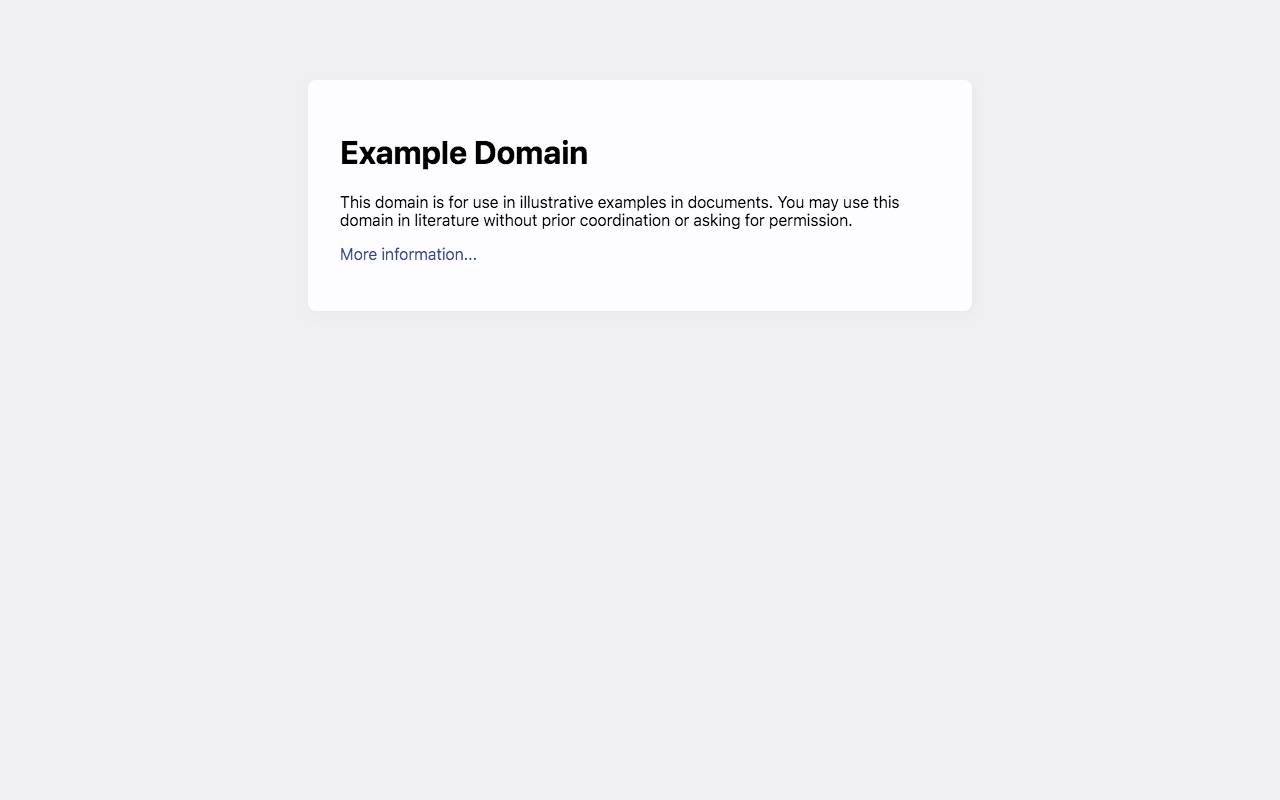 Example Domain
This domain is for use in illustrative examples in documents. You may use this
domain in literature without prior coordination or asking for permission.
More information...